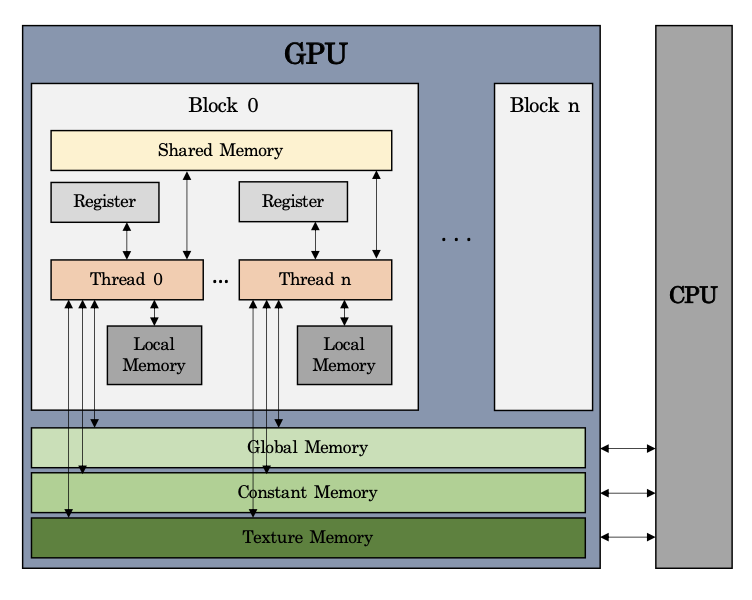 GPU
Block 0
Shared Memory
Register
Register
Thread 0
...
Thread n
Local
Memory
Local
Memory
...
Block n
Global Memory
Constant Memory
Texture Memory
CPU